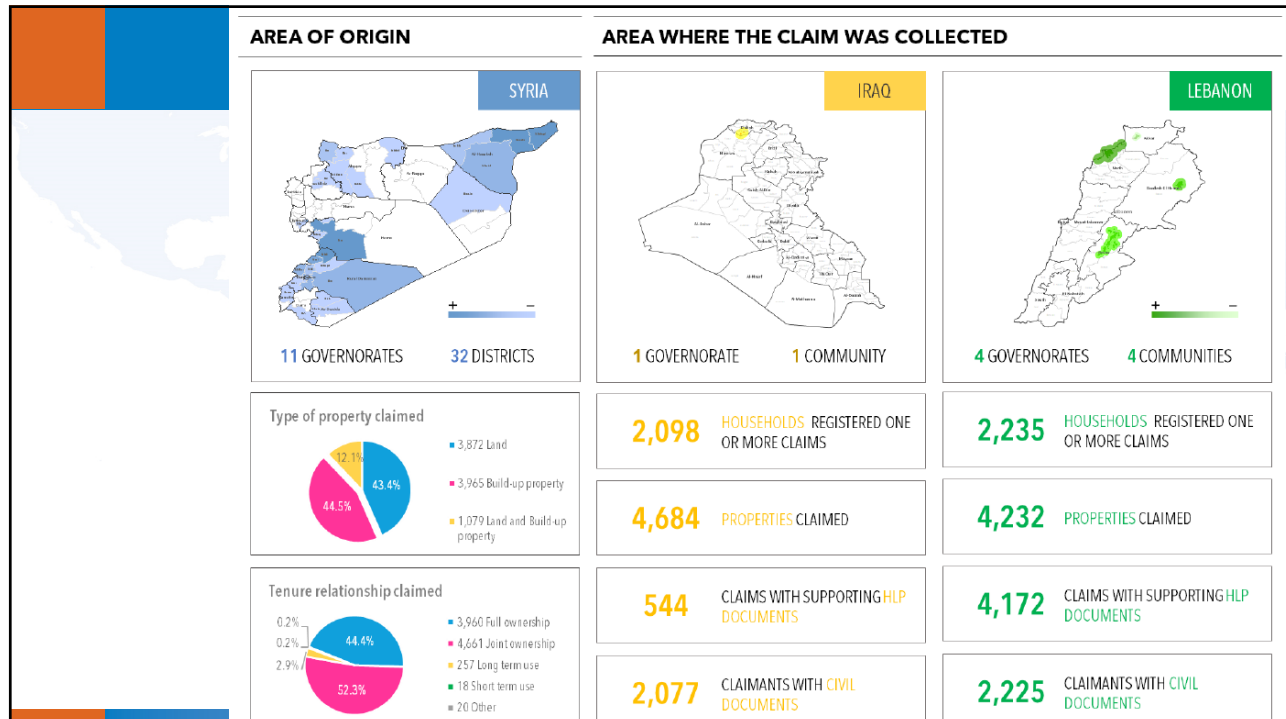 AREA OF ORIGIN
AREA WHERE THE CLAIM WAS COLLECTED
SYRIA
11 GOVERNORATES 32 DISTRICTS
+ −
IRAQ
1 GOVERNORATE 1 COMMUNITY
LEBANON
+ −
4 GOVERNORATES 4 COMMUNITIES
Type of property claimed
12.1%
43.4%
44.5%
3,872 Land
3,965 Build-up property
1,079 Land and Build-up
property
Tenure relationship claimed
0.2%
0.2%
2.9%
44.4%
52.3%
3,960 Full ownership
4,661 Joint ownership
257 Long term use
18 Short term use
20 Other
2,098 HOUSEHOLDS REGISTERED ONE
OR MORE CLAIMS
4,684 PROPERTIES CLAIMED
544 CLAIMS WITH SUPPORTING HLP
DOCUMENTS
2,077 CLAIMANTS WITH CIVIL
DOCUMENTS
2,235 HOUSEHOLDS REGISTERED ONE
OR MORE CLAIMS
4,232 PROPERTIES CLAIMED
4,172 CLAIMS WITH SUPPORTING HLP
DOCUMENTS
2,225 CLAIMANTS WITH CIVIL
DOCUMENTS